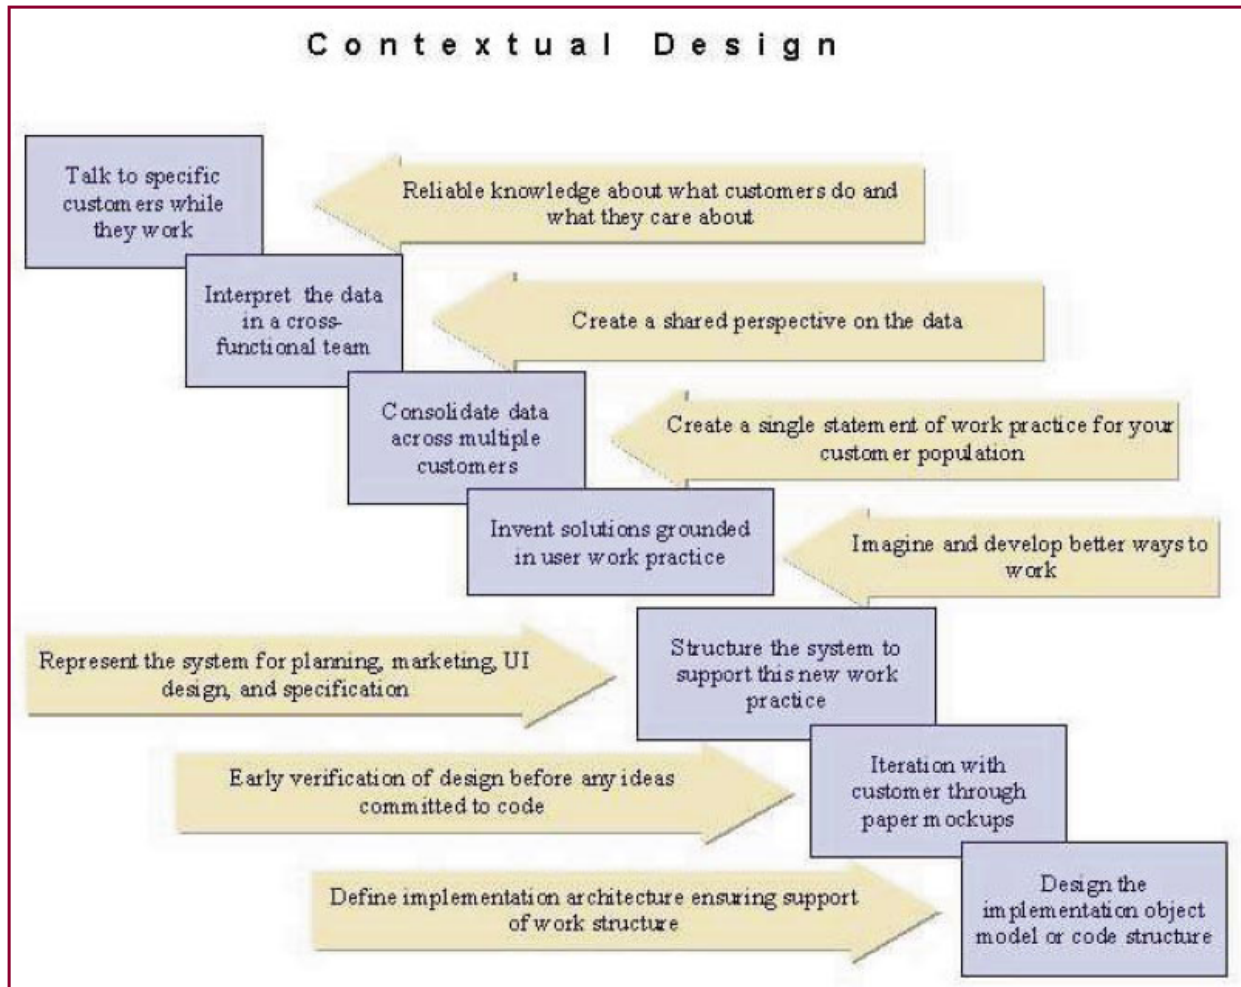 Contextual Design
Talk to specific
customers while
they work
Reliable knowledge about what customers do and
what they care about
Interpret the data
in a cross-
functional team
Create a shared perspective on the data
Consolidate data
across multiple
customers
Create a single statement of work practice for your
customer population
Invent solutions grounded
in user work practice
Imagine and develop better ways to
work
Represent the system for planning, marketing, UI
design, and specification
Structure the system to
support this new work
practice
Early verification of design before any ideas
committed to code
Iteration with
customer through
paper mockups
Define implementation architecture ensuring support
of work structure
Design the
implementation object
model or code structure